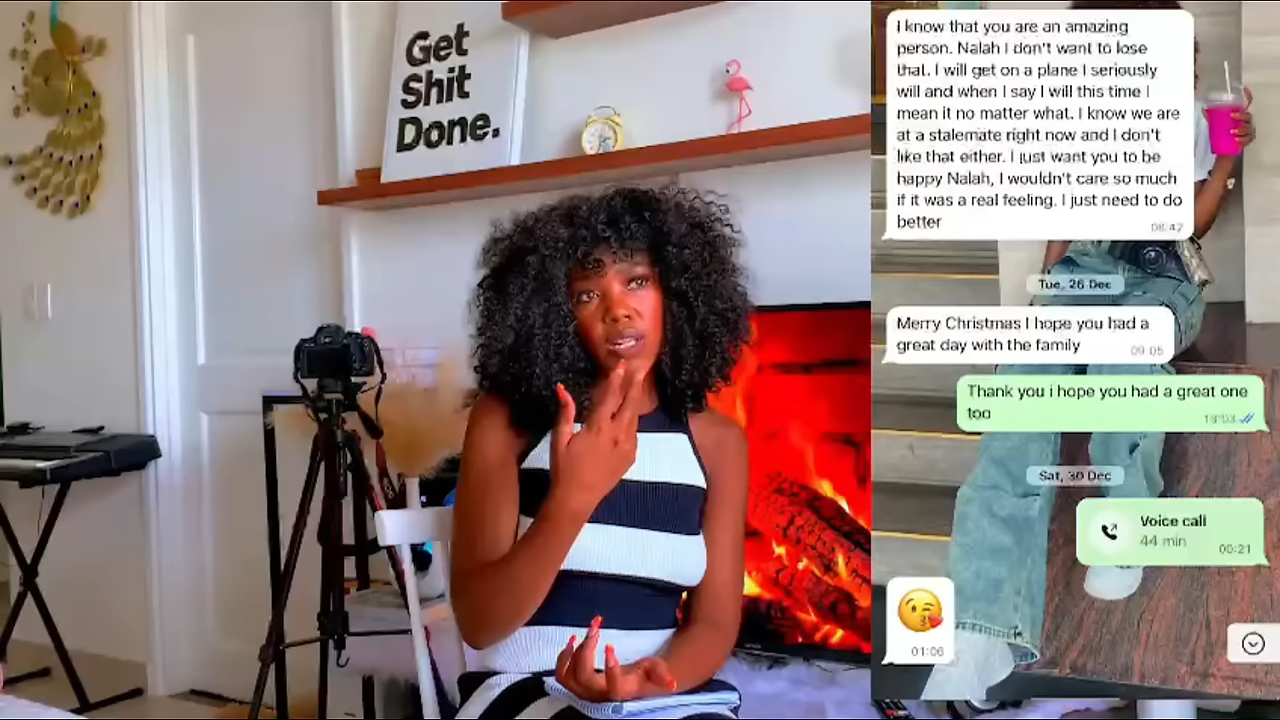 Get
Shit
Done.
I know that you are an amazing
person. Nalah I don't want to lose
that. I will get on a plane I seriously
will and when I say I will this time I
mean it no matter what. I know we are
at a stalemate right now and I don't
like that either. I just want you to be
happy Nalah, I wouldn't care so much
if it was a real feeling. I just need to do
better
08:42
Tue, 26 Dec
Merry Christmas I hope you had a
great day with the family
09:05
Thank you i hope you had a great one
too
Sat, 30 Dec
Voice call
44 min
00:21
01:06